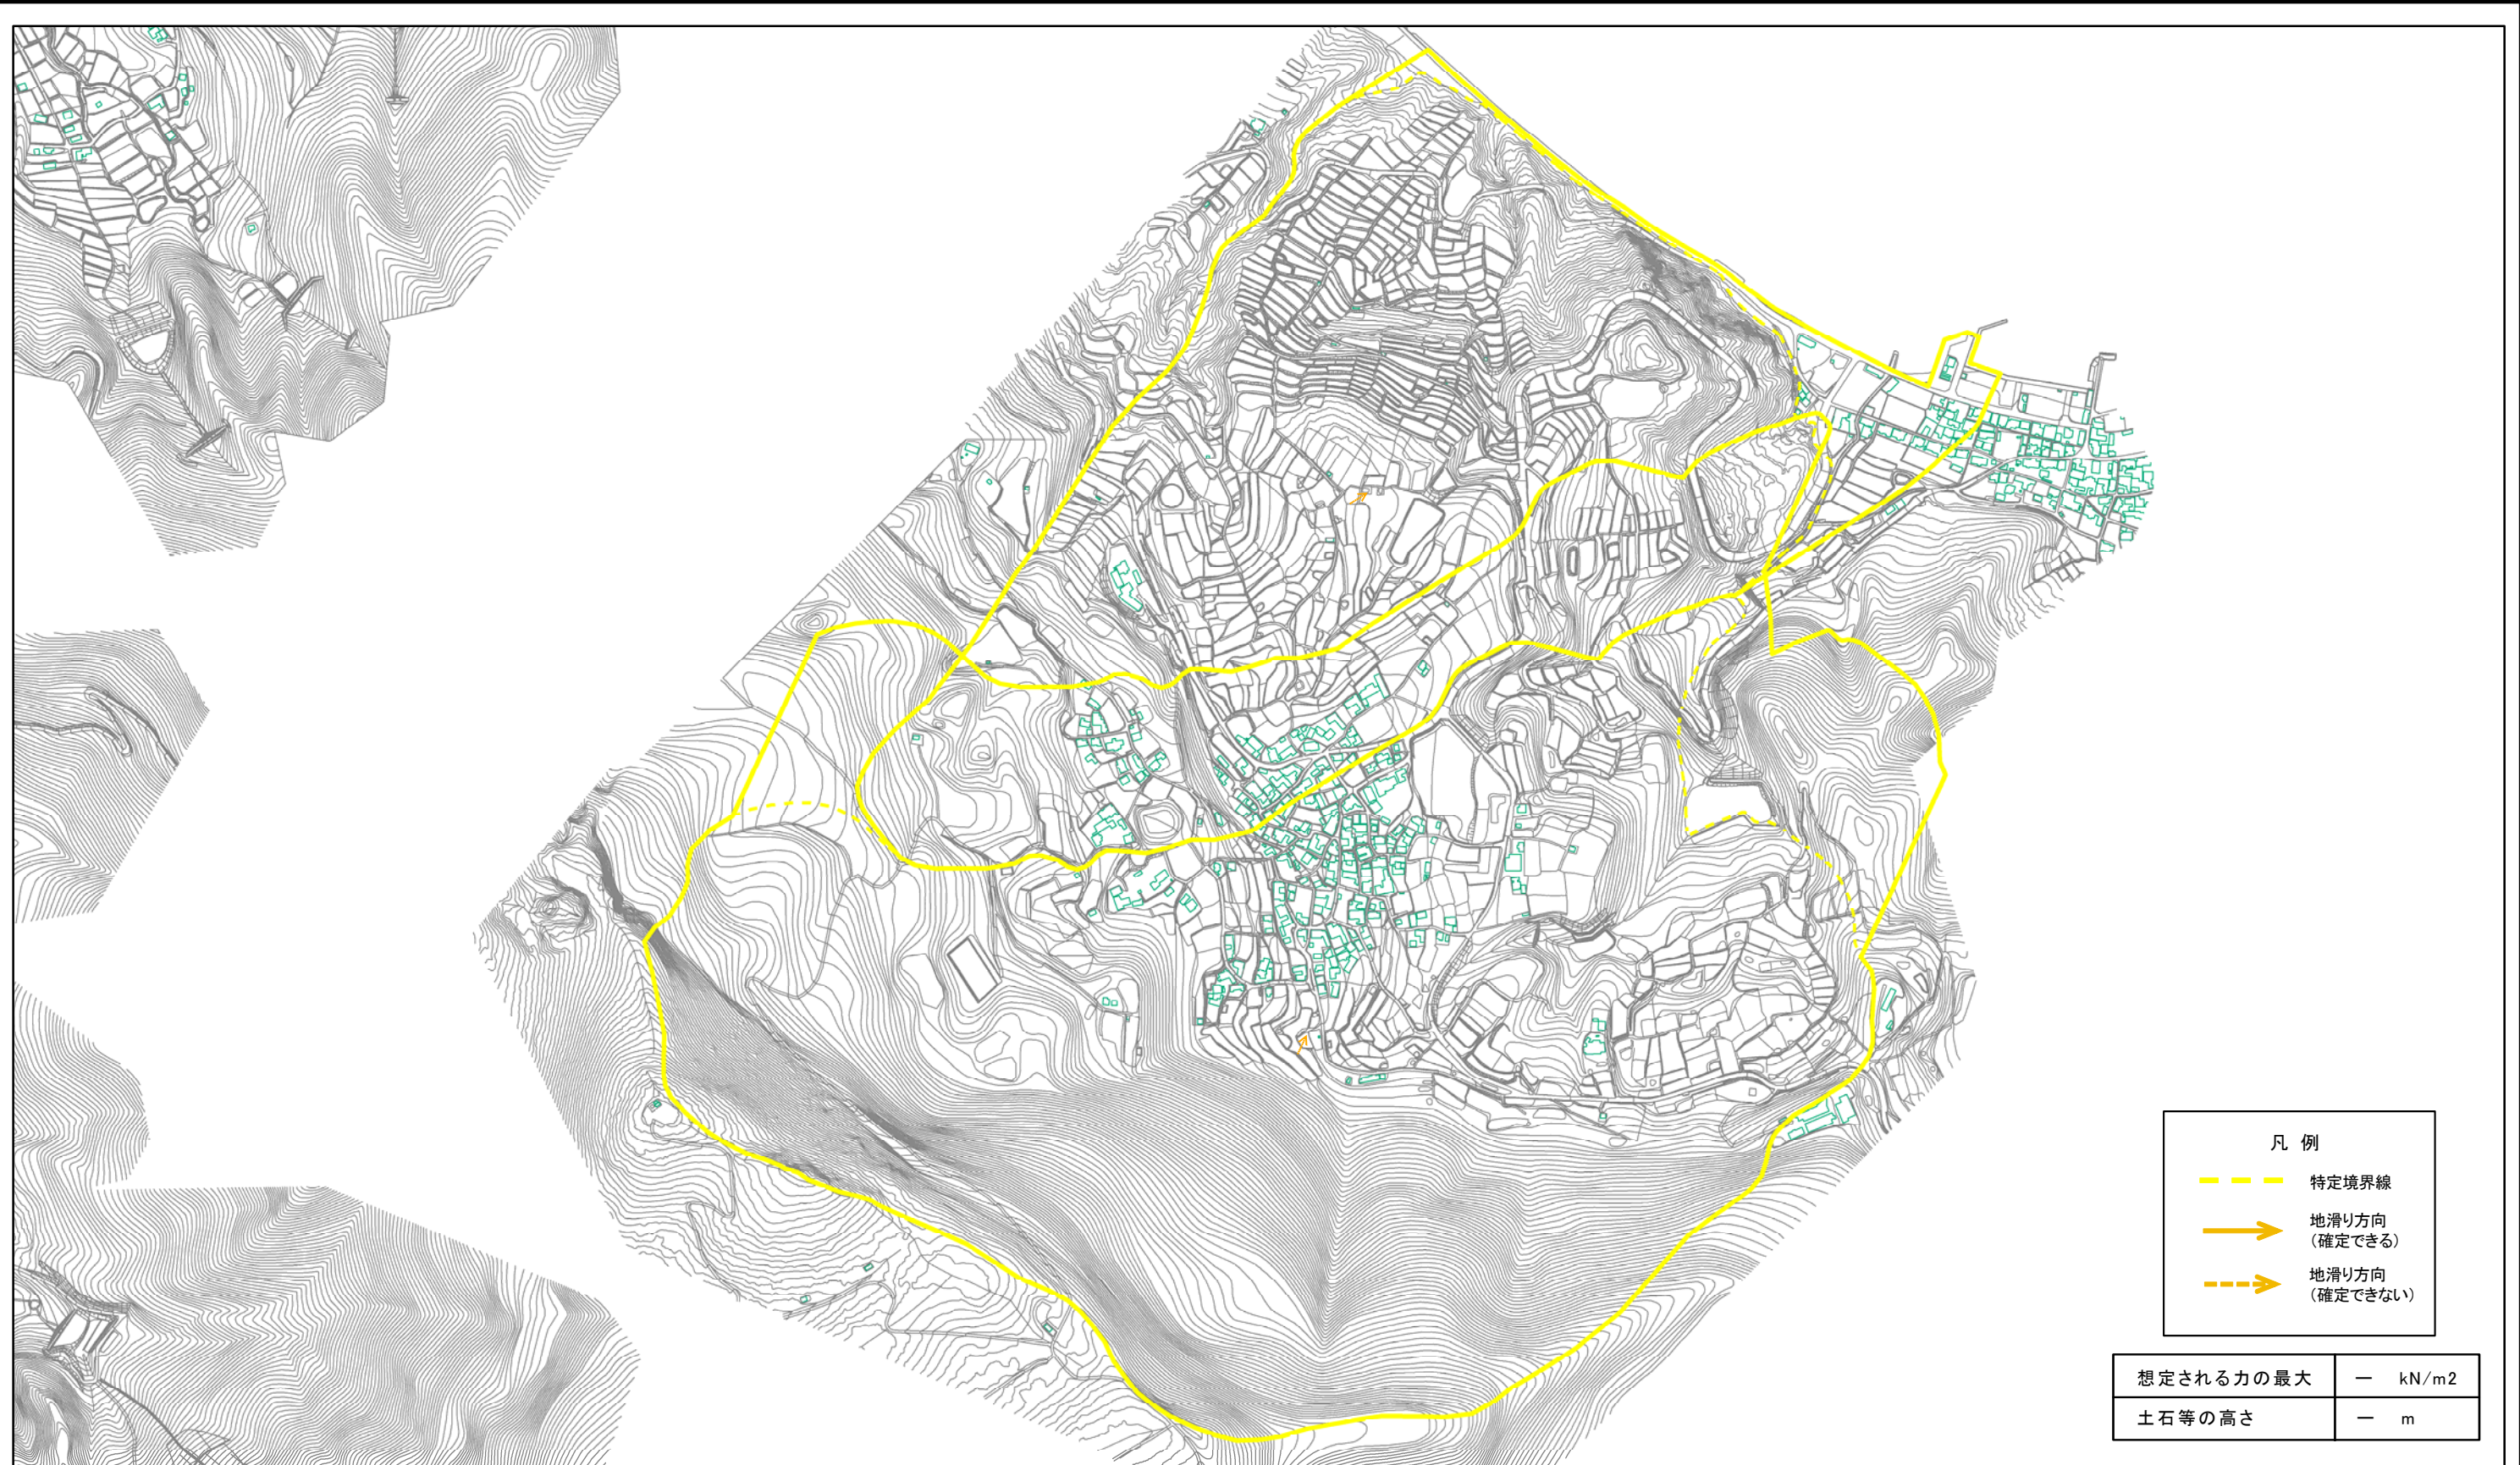 凡 例
特定境界線
地滑り方向
（確定できる）
地滑り方向
（確定できない）
想定される力の最大 － kN/m2
土石等の高さ － m